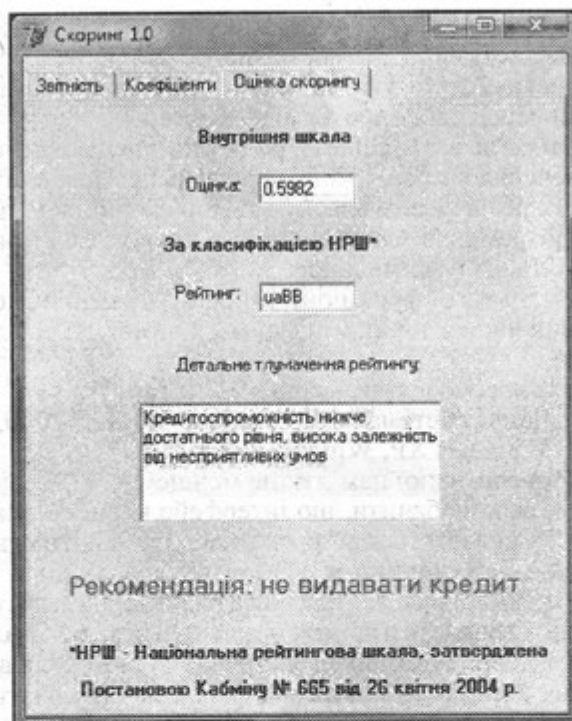 Скоринг 1.0
Звітність Коефіцієнти Оцінка скорингу
Внутрішня шкала
Оцінка: 0.5982
За класифікацією НРШ*
Рейтинг: uaBB
Детальне тлумачення рейтингу:
Кредитоспроможність нижче
достатнього рівня, висока залежність
від несприятливих умов
Рекомендація: не видавати кредит
*НРШ - Національна рейтингова шкала, затверджена
Постановою Кабміну № 665 від 26 квітня 2004 р.